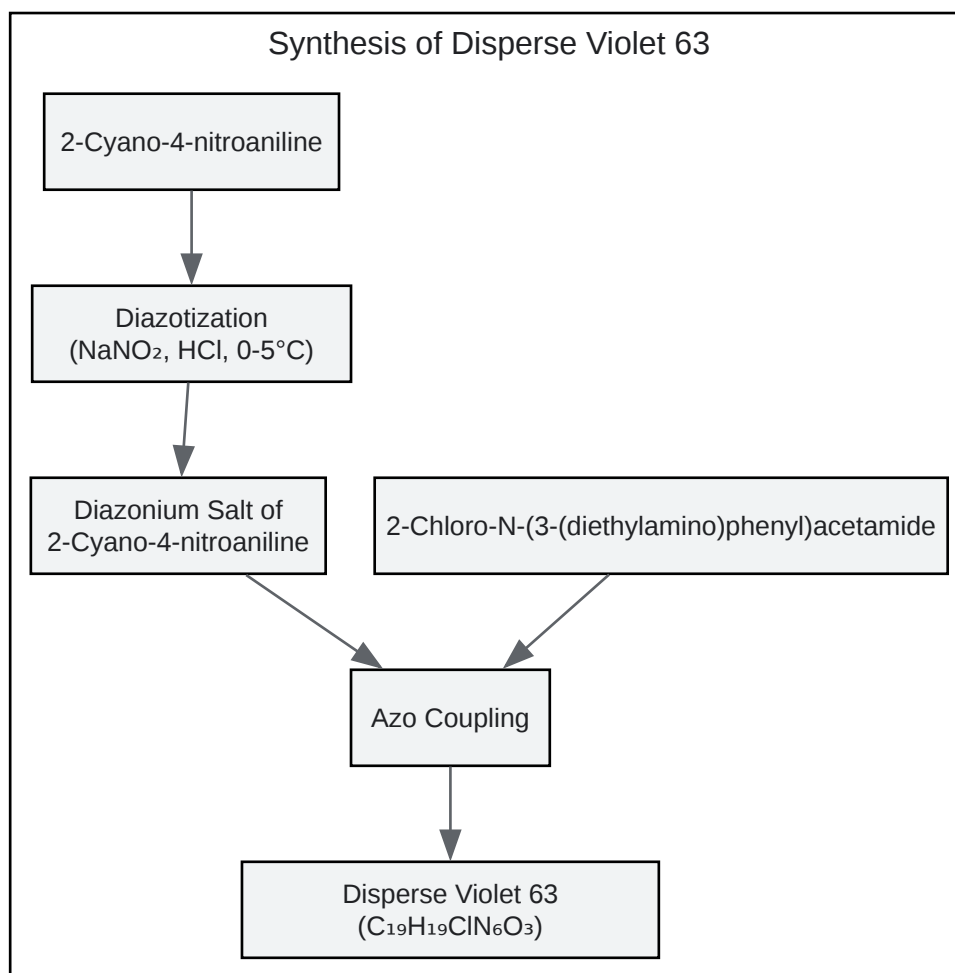 Synthesis of Disperse Violet 63
2-Cyano-4-nitroaniline
Diazotization
(NaNO₂, HCl, 0-5°C)
Diazonium Salt of
2-Cyano-4-nitroaniline
2-Chloro-N-(3-(diethylamino)phenyl)acetamide
Azo Coupling
Disperse Violet 63
(C₁₉H₁₉ClN₆O₃)